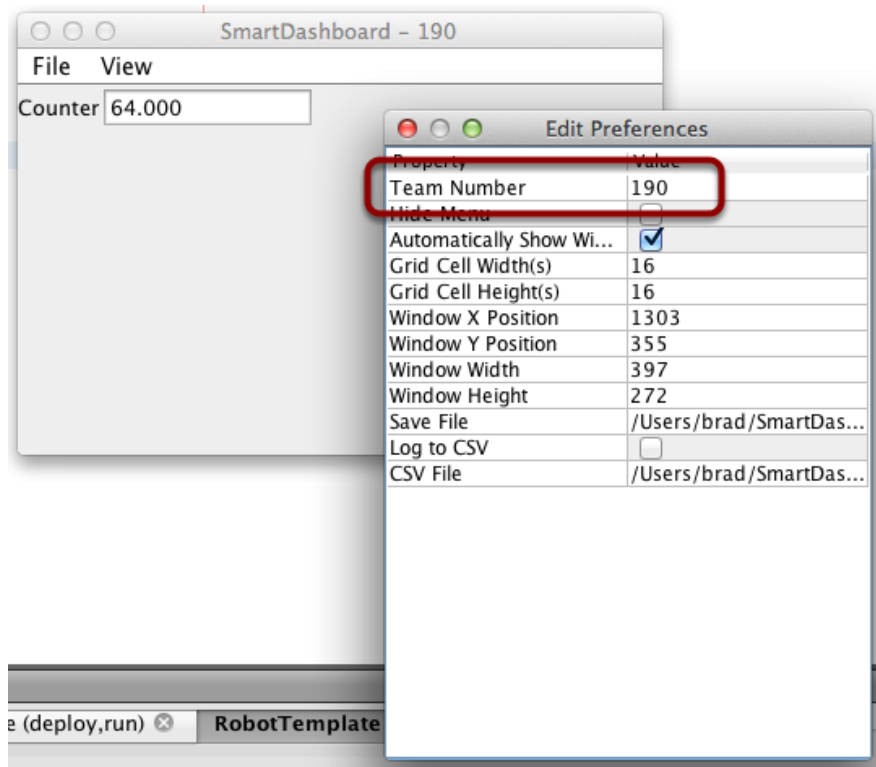 SmartDashboard – 190
File View
Counter 64.000
Edit Preferences
Property Value
Team Number 190
Hide Menu
Automatically Show Wi...
Grid Cell Width(s) 16
Grid Cell Height(s) 16
Window X Position 1303
Window Y Position 355
Window Width 397
Window Height 272
Save File /Users/brad/SmartDas...
Log to CSV
CSV File /Users/brad/SmartDas...
e (deploy,run) RobotTemplate